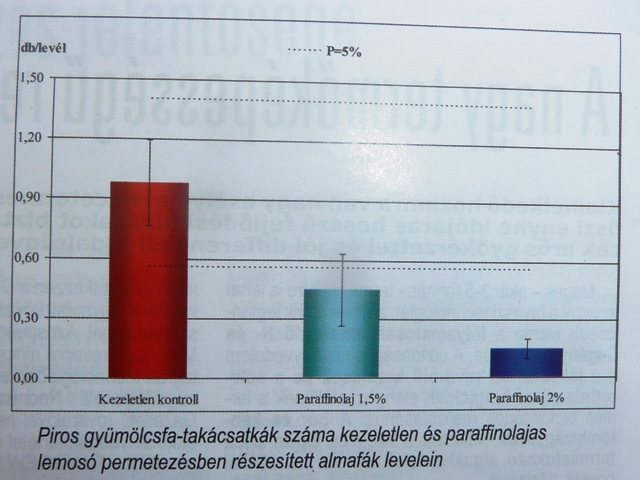 db/levél
P=5%
1,50
1,20
0,90
0,60
0,30
0,00
Kezeletlen kontroll Paraffinolaj 1,5% Paraffinolaj 2%
Piros gyümölcsfa-takácsatkák száma kezeletlen és paraffinolajas
lemosó permetezésben részesített almafák levelein